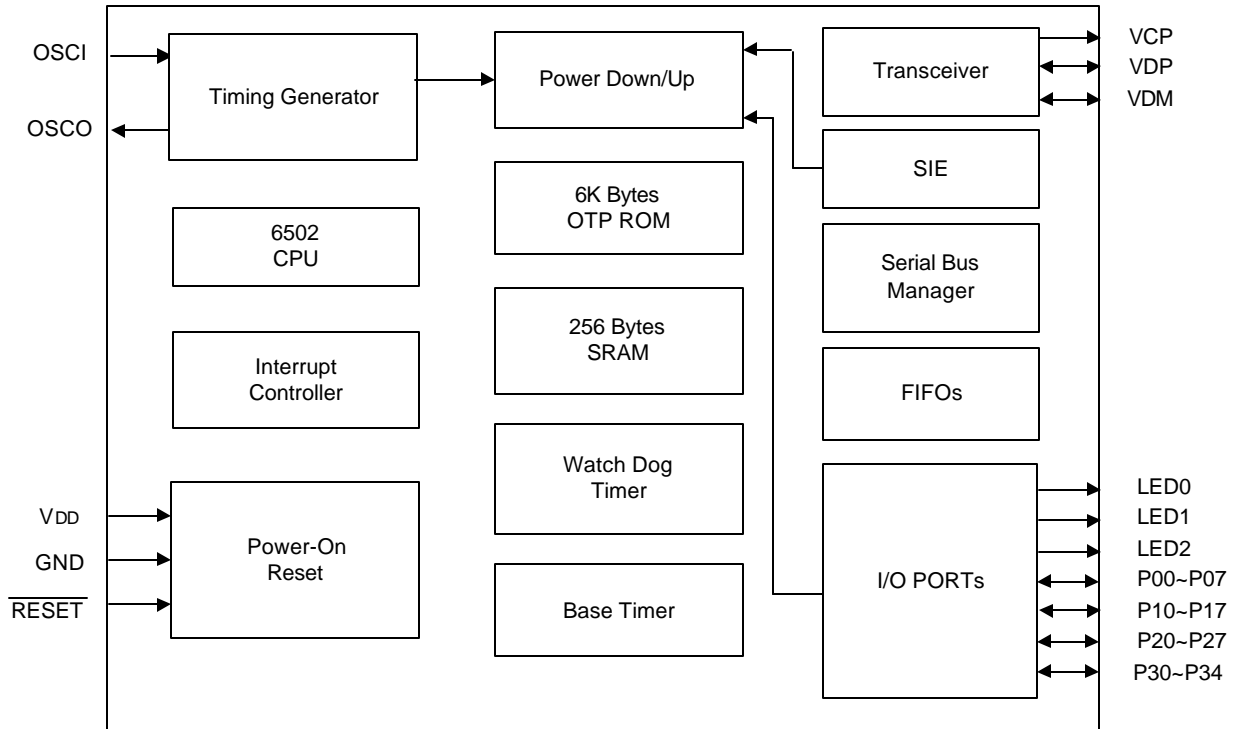 OSCI
OSCO
Timing Generator
Power Down/Up
Transceiver
VCP
VDP
VDM
SIE
6K Bytes
OTP ROM
6502
CPU
Serial Bus
Manager
256 Bytes
SRAM
Interrupt
Controller
FIFOs
Watch Dog
Timer
VDD
GND
RESET
Power-On
Reset
Base Timer
I/O PORTs
LED0
LED1
LED2
P00~P07
P10~P17
P20~P27
P30~P34